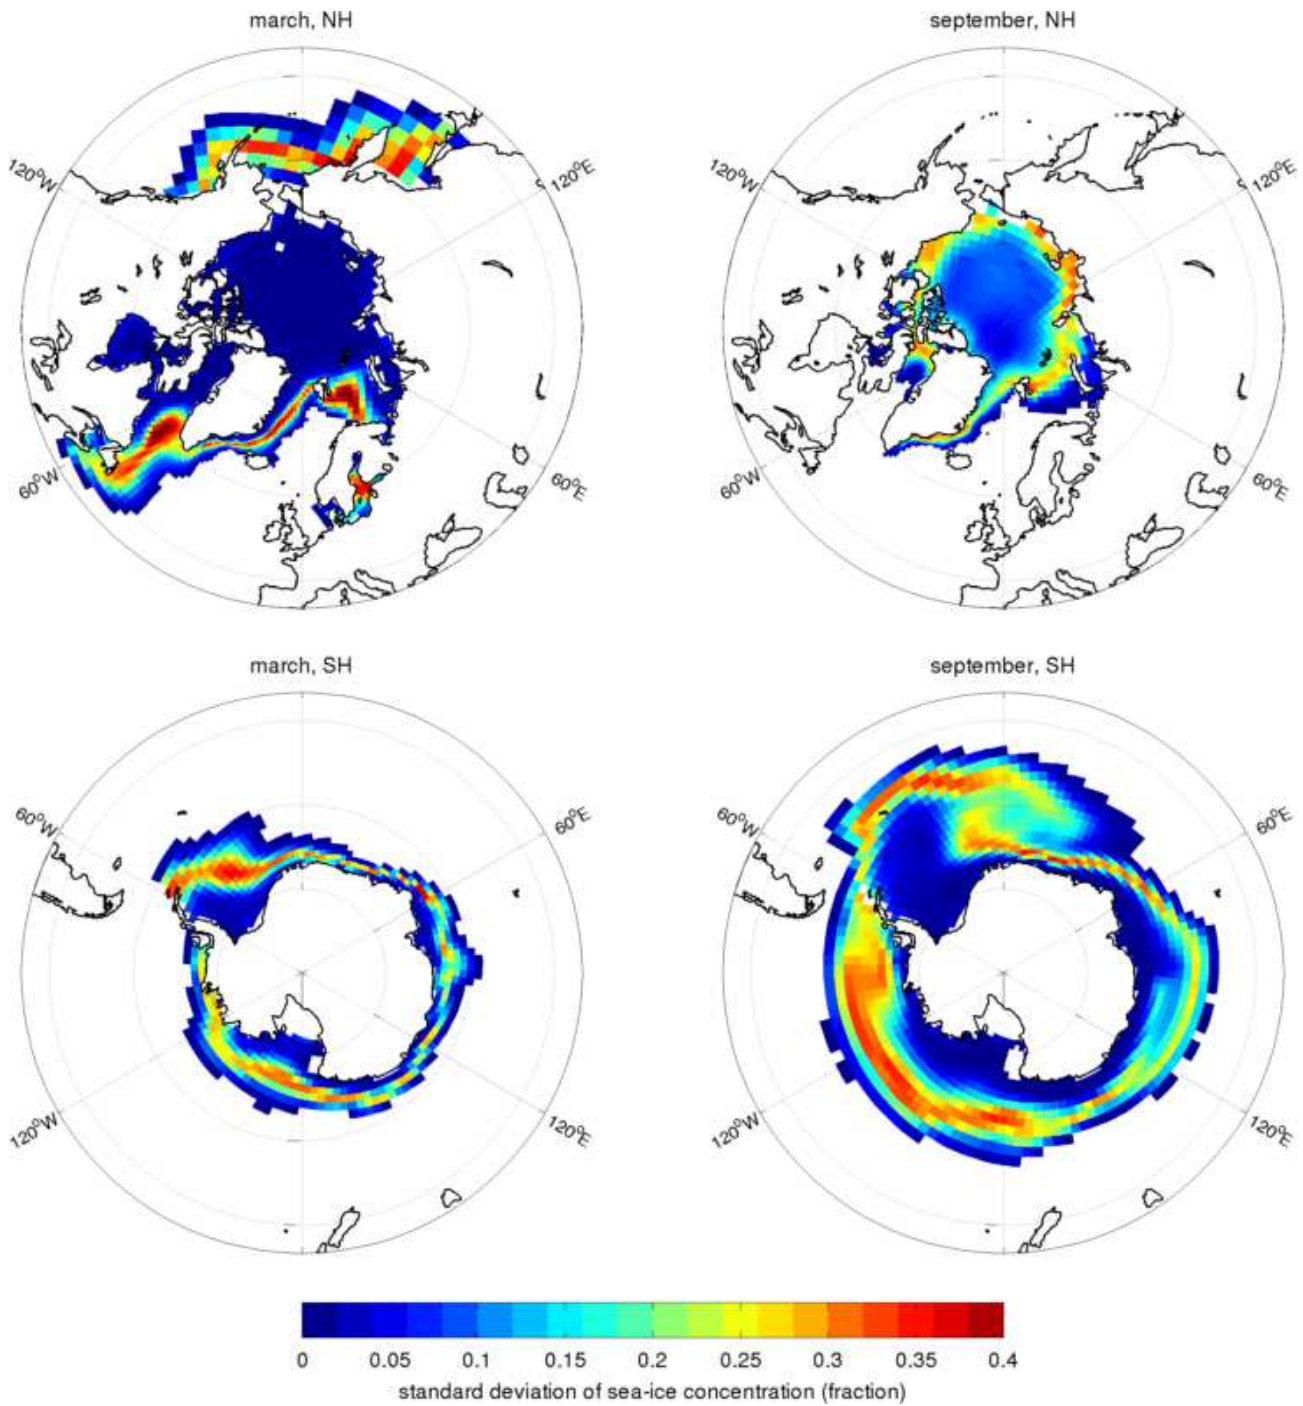 march, NH
september, NH
120°W
120°E
120°W
120°E
60°W
60°E
60°W
60°E
march, SH
september, SH
60°W
60°E
60°W
60°E
120°W
120°E
120°W
120°E
0 0.05 0.1 0.15 0.2 0.25 0.3 0.35 0.4
standard deviation of sea-ice concentration (fraction)